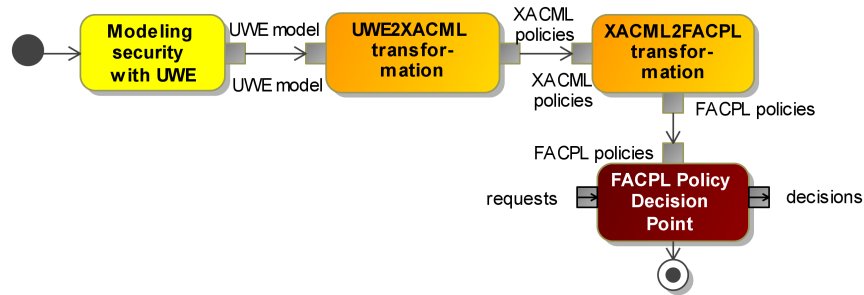 Modeling
security
with UWE
UWE model
UWE model
UWE2XACML
transfor-
mation
XACML
policies
XACML
policies
XACML2FACPL
transfor-
mation
FACPL policies
FACPL policies
requests
FACPL Policy
Decision
Point
decisions